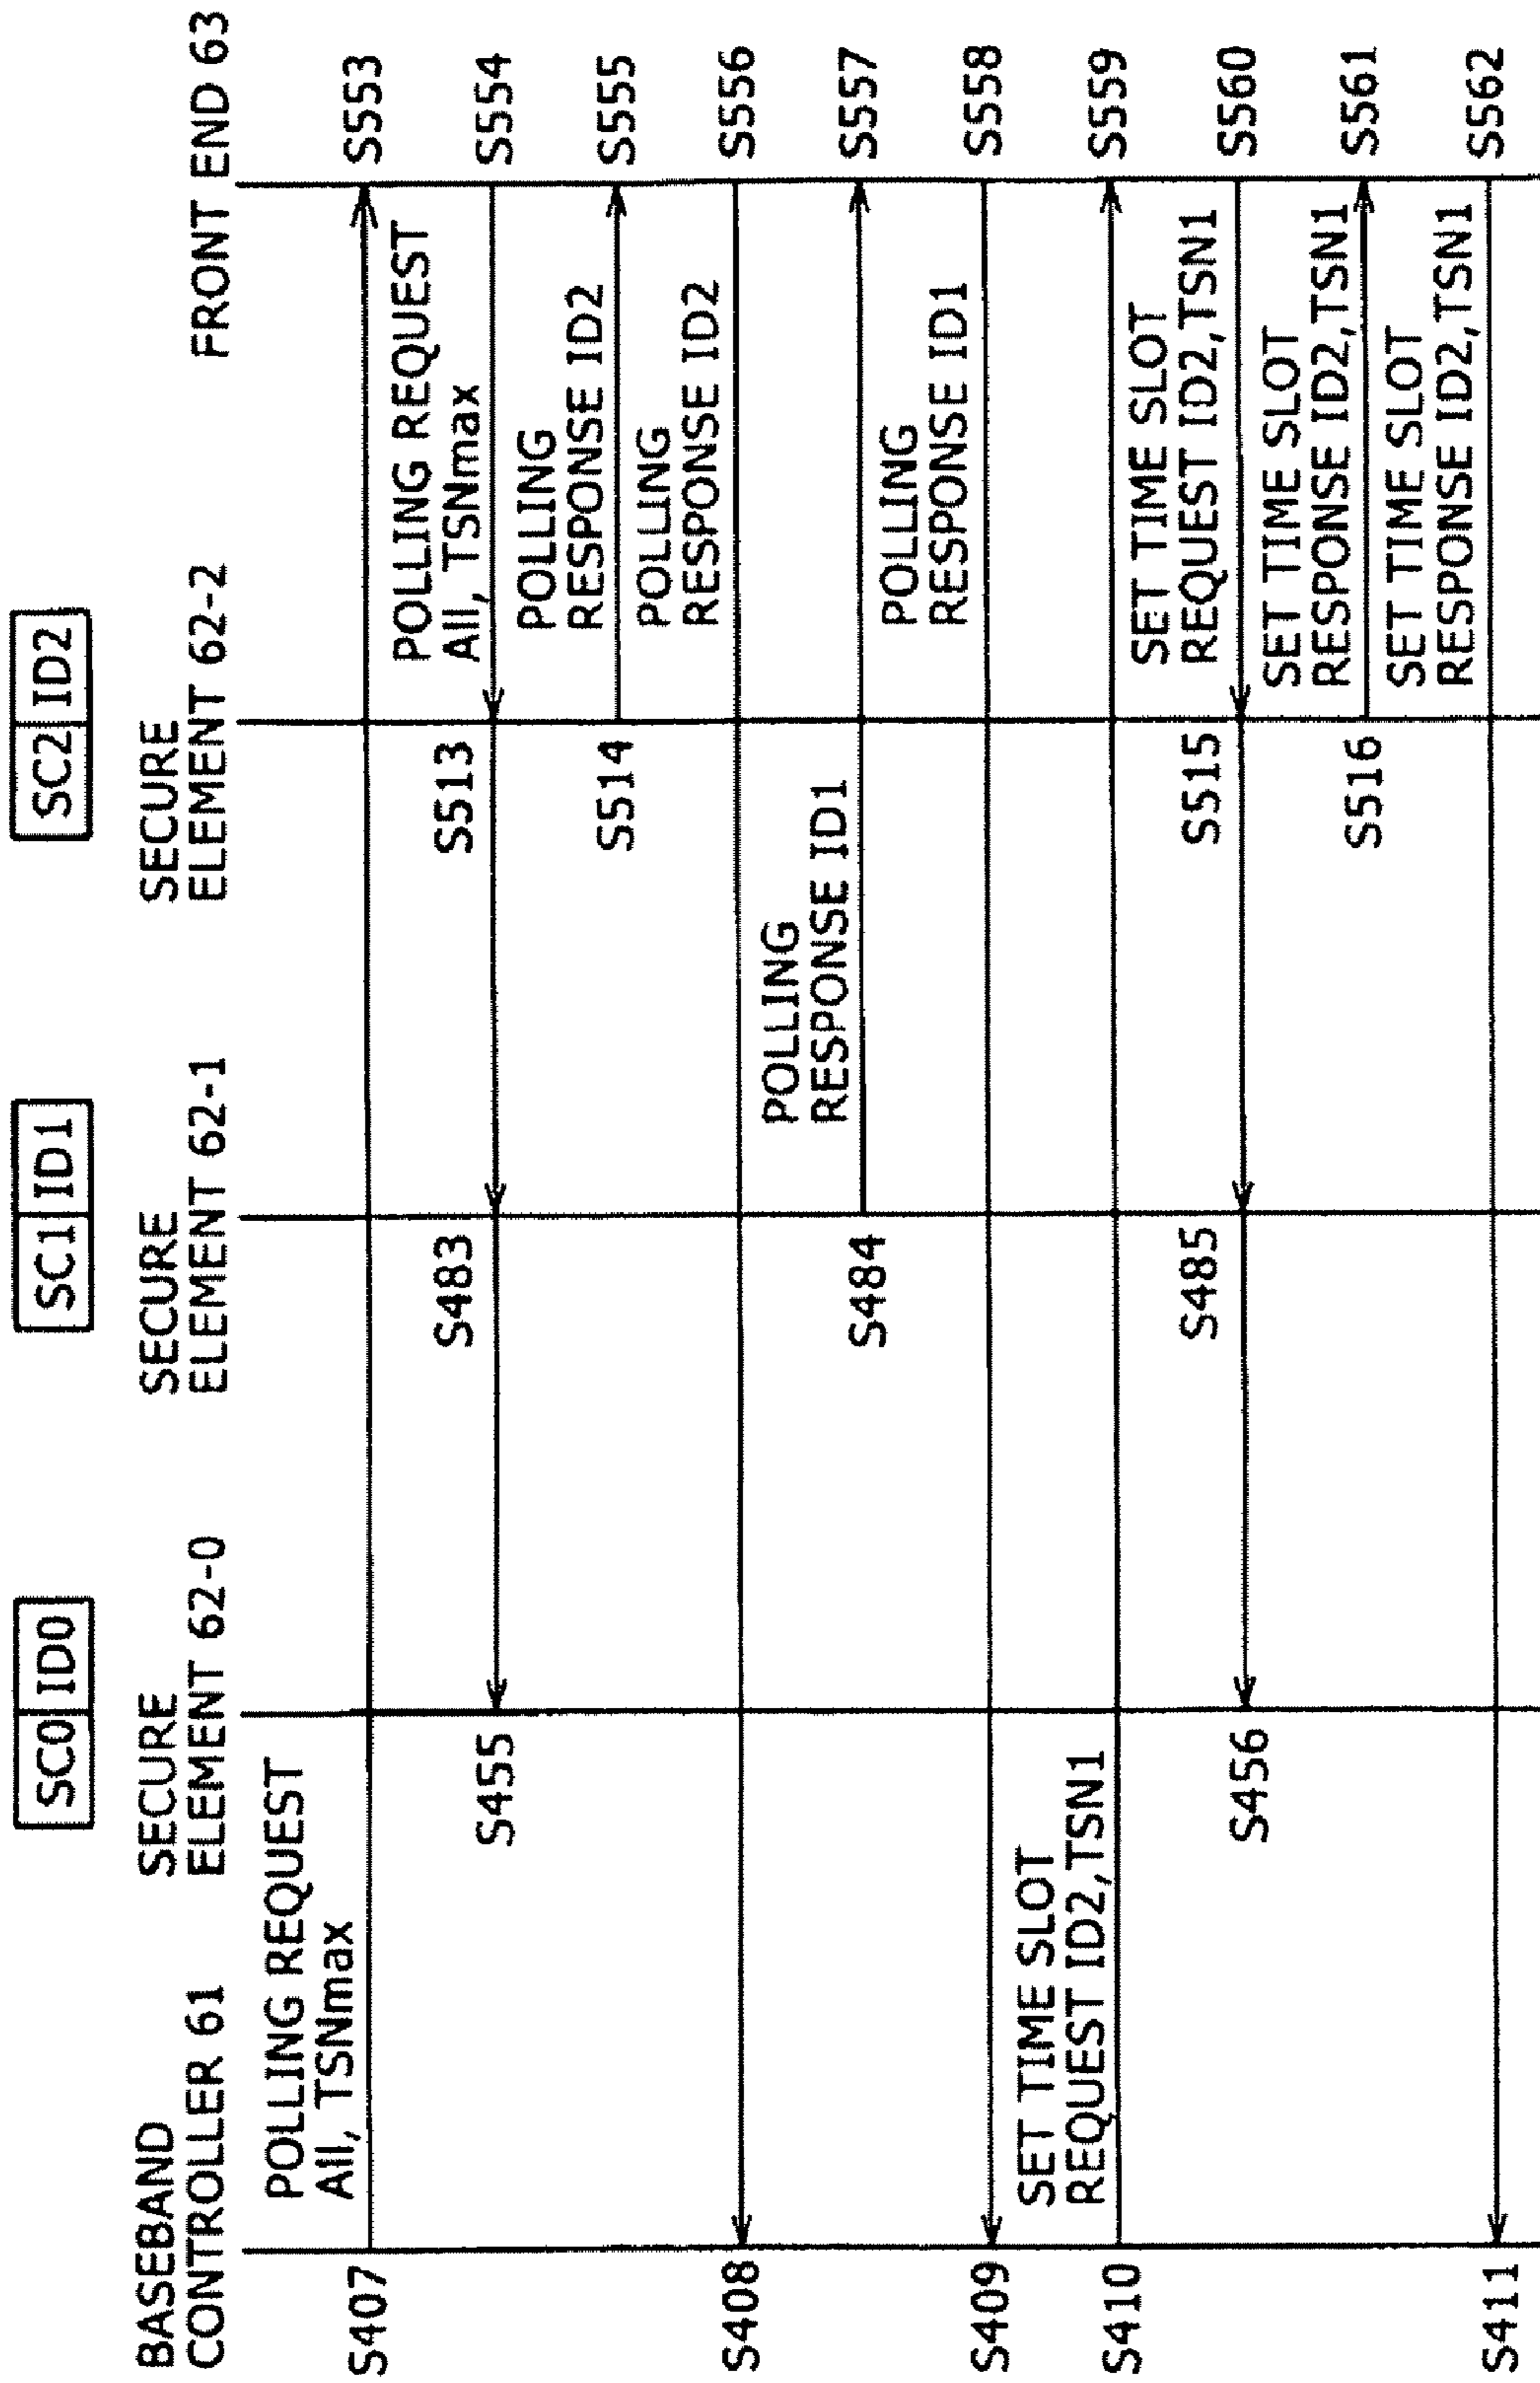 SC0 ID0
SC1 ID1
SC2 ID2
BASEBAND
CONTROLLER 61
SECURE
ELEMENT 62-0
SECURE
ELEMENT 62-1
SECURE
ELEMENT 62-2
FRONT END 63
POLLING REQUEST
All, TSNmax
S407
S553
POLLING REQUEST
All, TSNmax
S455
S483
S513
S554
POLLING
RESPONSE ID2
S514
S555
POLLING
RESPONSE ID2
S408
S556
POLLING
RESPONSE ID1
S484
S557
POLLING
RESPONSE ID1
S409
S558
SET TIME SLOT
REQUEST ID2,TSN1
S410
S559
SET TIME SLOT
REQUEST ID2,TSN1
S456
S485
S515
S560
SET TIME SLOT
RESPONSE ID2,TSN1
S516
S561
SET TIME SLOT
RESPONSE ID2,TSN1
S411
S562